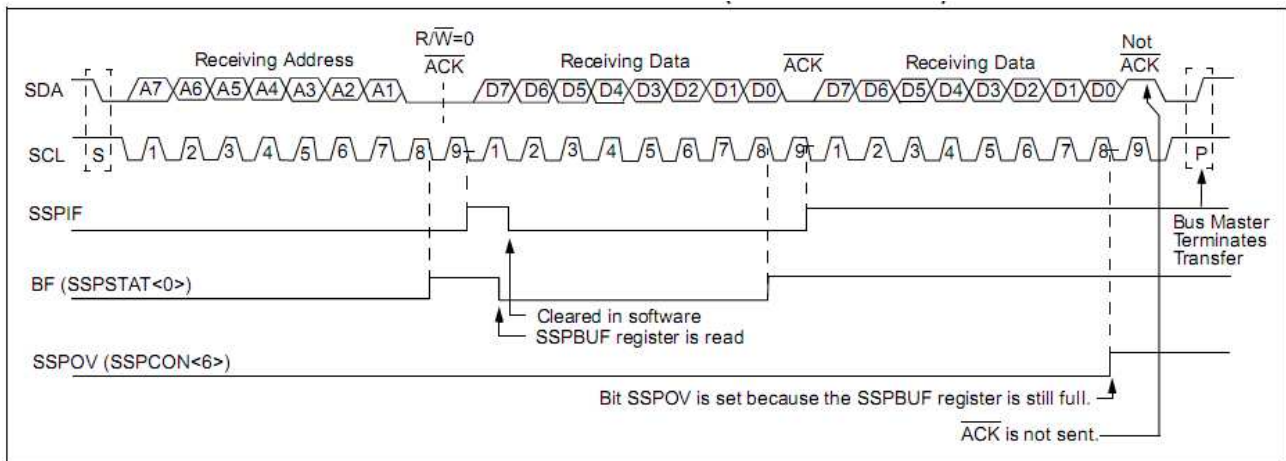 R/W=0
Receiving Address ACK Receiving Data ACK Receiving Data Not ACK
SDA A7 A6 A5 A4 A3 A2 A1 D7 D6 D5 D4 D3 D2 D1 D0 D7 D6 D5 D4 D3 D2 D1 D0
SCL S 1 2 3 4 5 6 7 8 9 1 2 3 4 5 6 7 8 9 1 2 3 4 5 6 7 8 9 P
SSPIF
Bus Master
Terminates
Transfer
BF (SSPSTAT<0>)
Cleared in software
SSPBUF register is read
SSPOV (SSPCON<6>)
Bit SSPOV is set because the SSPBUF register is still full.
ACK is not sent.